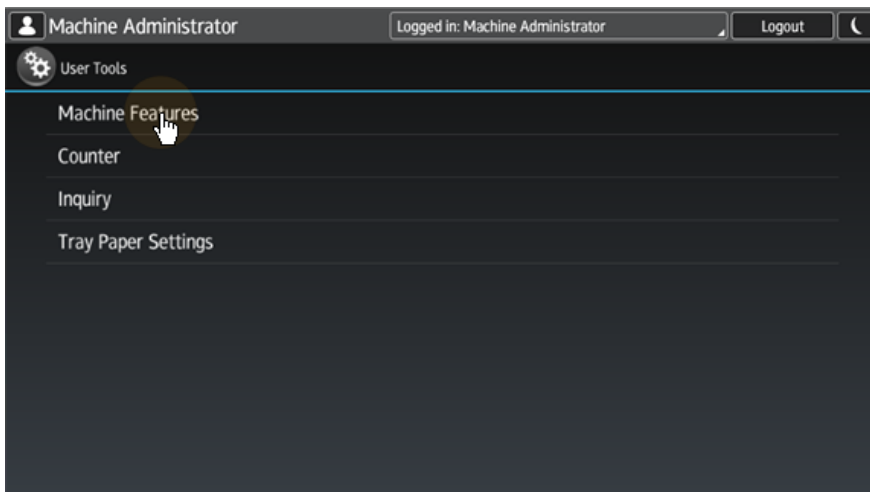 Machine Administrator Logged in: Machine Administrator Logout
User Tools
Machine Features
Counter
Inquiry
Tray Paper Settings